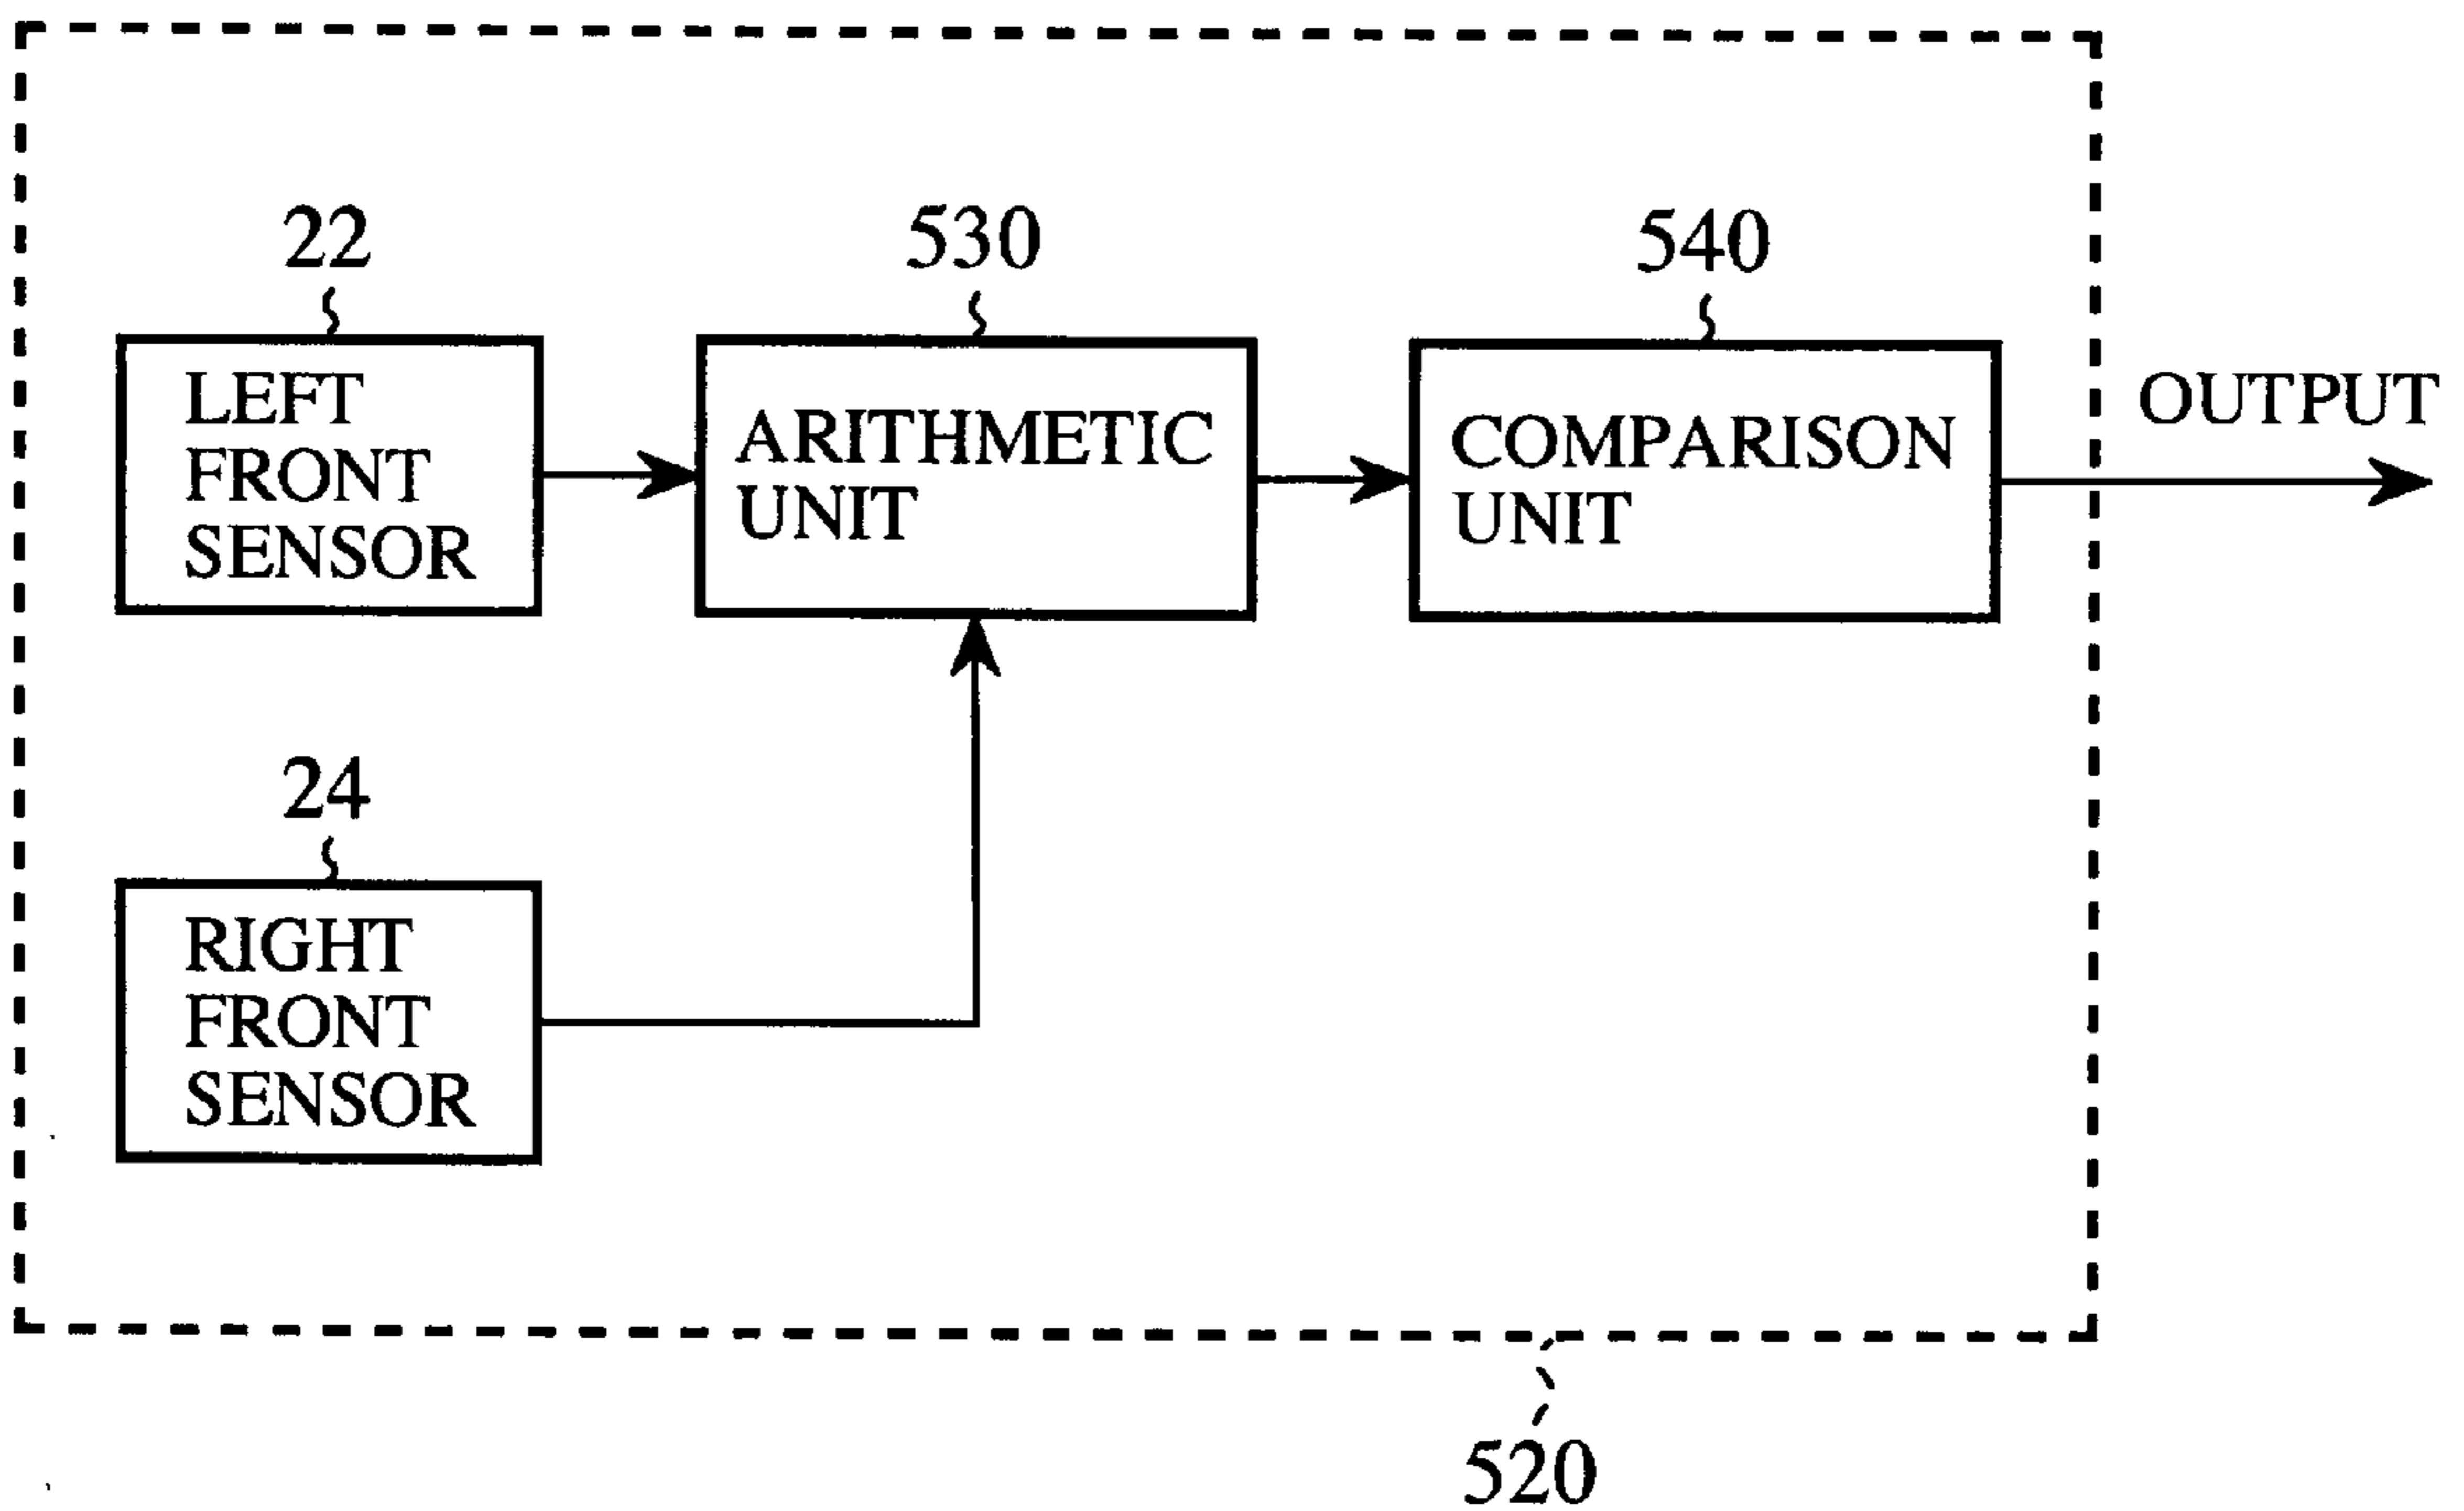 22
530
540
LEFT
FRONT
SENSOR
ARITHMETIC
UNIT
COMPARISON
UNIT
OUTPUT
24
RIGHT
FRONT
SENSOR
520